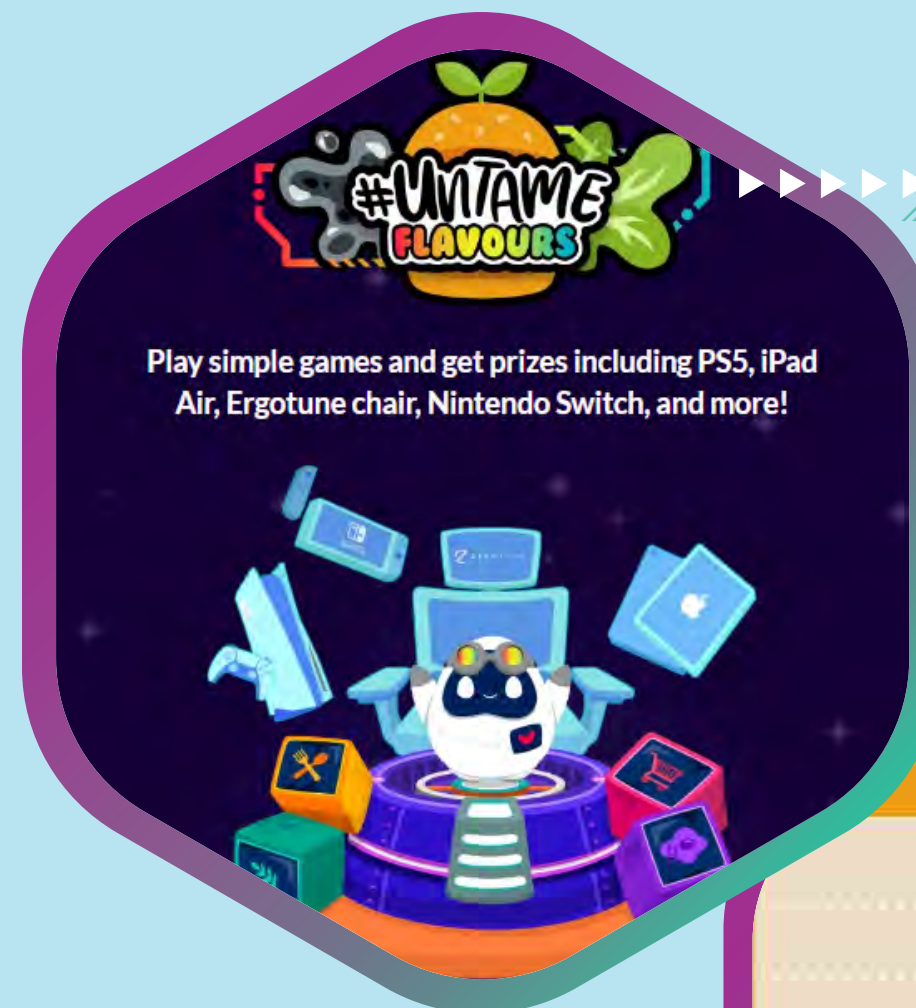 #UNTAME
FLAVOURS
Play simple games and get prizes including PS5, iPad
Air, Ergotune chair, Nintendo Switch, and more!